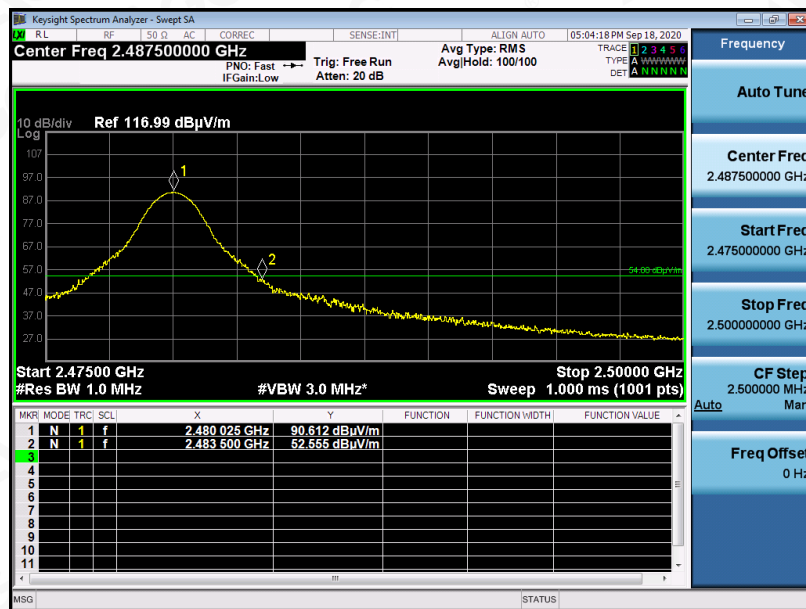 Keysight Spectrum Analyzer - Swept SA
LXI RL RF 50 Ω AC CORREC SENSE:INT ALIGN AUTO 05:04:18 PM Sep 18, 2020
Center Freq 2.487500000 GHz
PNO: Fast
IFGain:Low
Trig: Free Run
Atten: 20 dB
Avg Type: RMS
Avg|Hold: 100/100
TRACE 1 2 3 4 5 6
TYPE A WWWWW
DET A N N N N N
10 dB/div Ref 116.99 dBµV/m
Log
107
97.0
87.0
77.0
67.0
57.0
47.0
37.0
27.0
1
2
54.00 dBµV/m
Start 2.47500 GHz Stop 2.50000 GHz
#Res BW 1.0 MHz #VBW 3.0 MHz* Sweep 1.000 ms (1001 pts)
MKR MODE TRC SCL X Y FUNCTION FUNCTION WIDTH FUNCTION VALUE
1 N 1 f 2.480 025 GHz 90.612 dBµV/m
2 N 1 f 2.483 500 GHz 52.555 dBµV/m
3
4
5
6
7
8
9
10
11
MSG STATUS
Frequency
Auto Tune
Center Freq
2.487500000 GHz
Start Freq
2.475000000 GHz
Stop Freq
2.500000000 GHz
CF Step
2.500000 MHz
Auto Man
Freq Offset
0 Hz